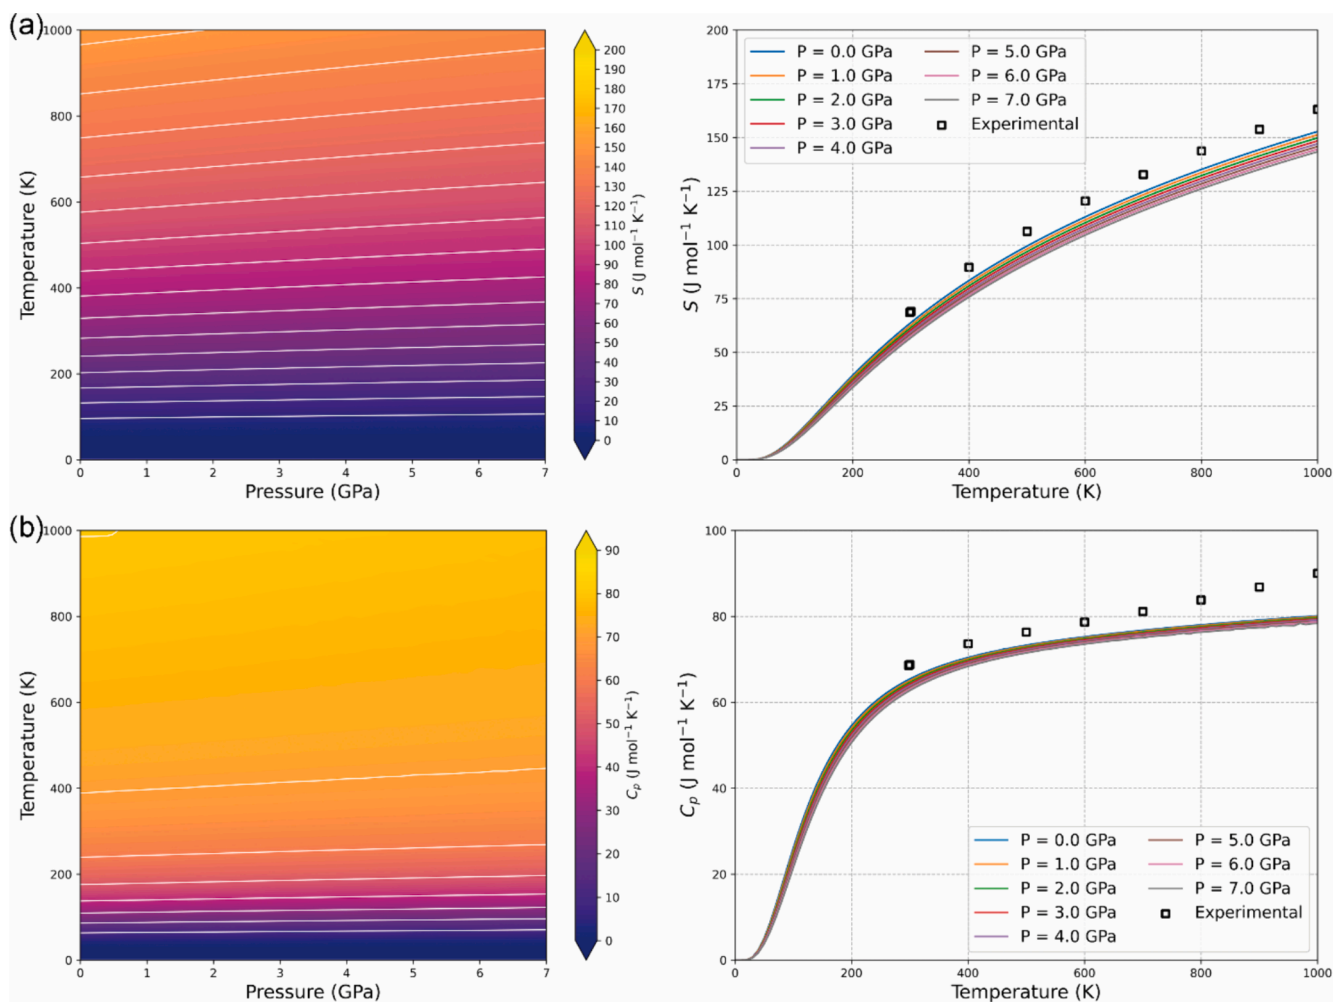 (a)
1000
800
600
400
200
0
Temperature (K)
0 1 2 3 4 5 6 7
Pressure (GPa)
200
190
180
170
160
150
140
130
120
110
100
90
80
70
60
50
40
30
20
10
0
S (J mol⁻¹ K⁻¹)
200
175
150
125
100
75
50
25
0
S (J mol⁻¹ K⁻¹)
P = 0.0 GPa P = 5.0 GPa
P = 1.0 GPa P = 6.0 GPa
P = 2.0 GPa P = 7.0 GPa
P = 3.0 GPa Experimental
P = 4.0 GPa
0 200 400 600 800 1000
Temperature (K)
(b)
1000
800
600
400
200
0
Temperature (K)
0 1 2 3 4 5 6 7
Pressure (GPa)
90
80
70
60
50
40
30
20
10
0
Cₚ (J mol⁻¹ K⁻¹)
100
80
60
40
20
0
Cₚ (J mol⁻¹ K⁻¹)
P = 0.0 GPa P = 5.0 GPa
P = 1.0 GPa P = 6.0 GPa
P = 2.0 GPa P = 7.0 GPa
P = 3.0 GPa Experimental
P = 4.0 GPa
0 200 400 600 800 1000
Temperature (K)